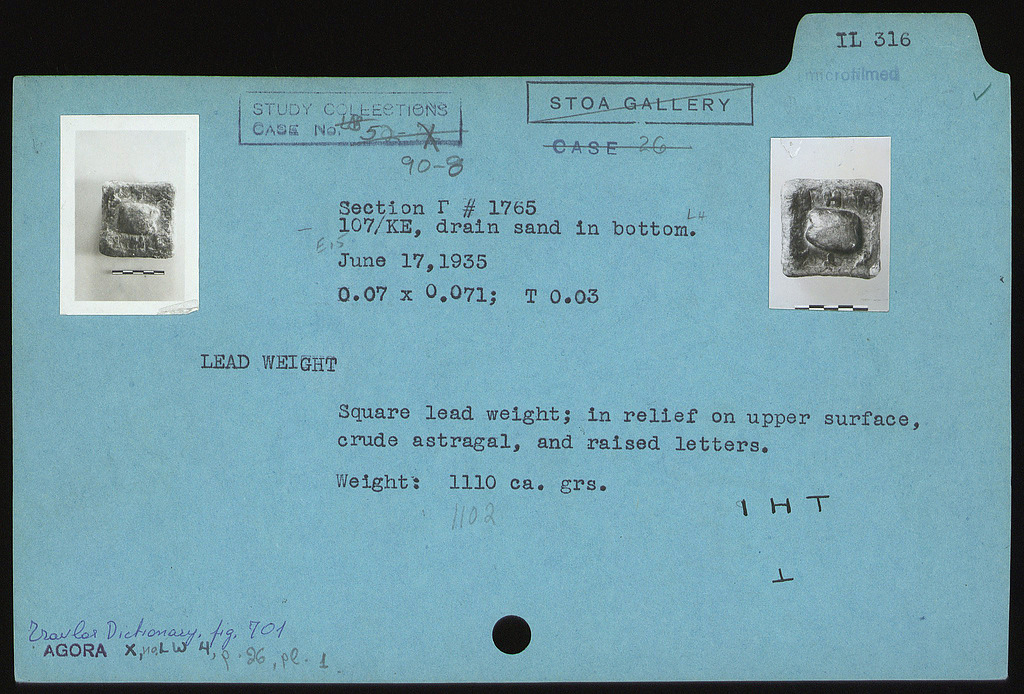 IL 316
microfilmed
STUDY COLLECTIONS
CASE No.
90-8
STOA GALLERY
CASE 26
Section Γ # 1765
L4
107/KE, drain sand in bottom.
E,5
June 17,1935
0.07 x 0.071; T 0.03
LEAD WEIGHT
Square lead weight; in relief on upper surface,
crude astragal, and raised letters.
Weight: 1110 ca. grs.
1102
I H T
⊥
Travlos Dictionary, fig. 701
AGORA X, no. LW 4, p. 26, pl. 1